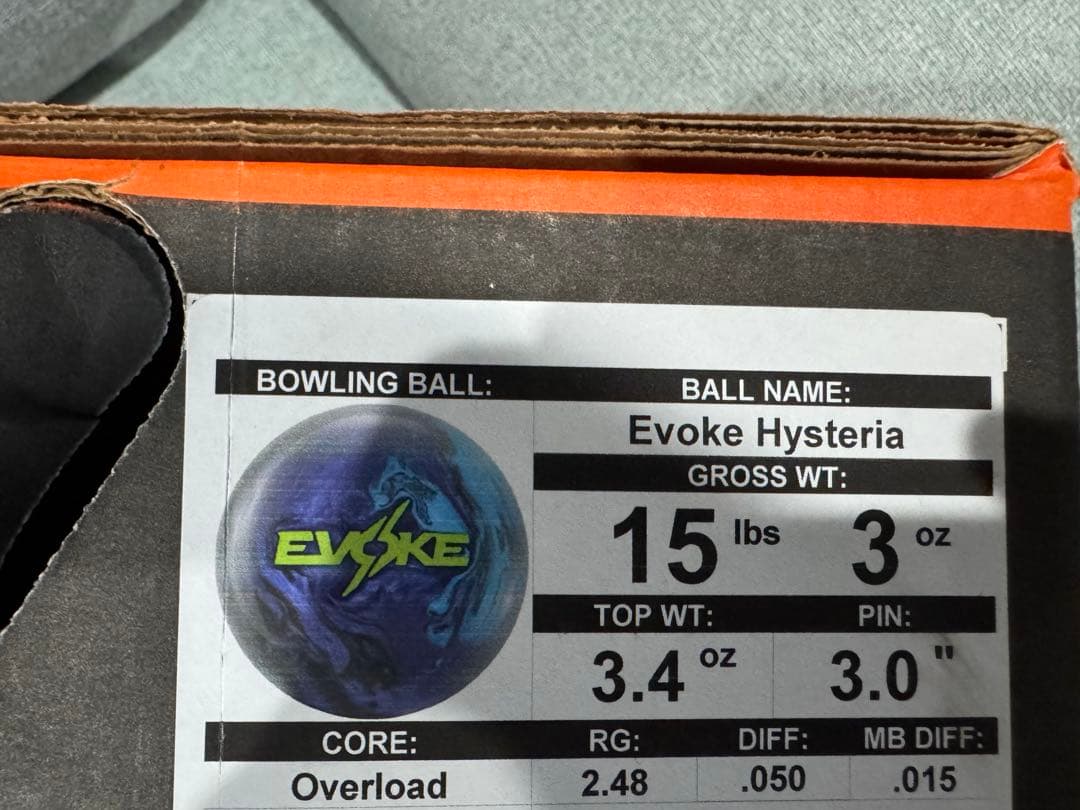 BOWLING BALL:
BALL NAME:
EVOKE
Evoke Hysteria
GROSS WT:
15 lbs 3 oz
TOP WT: PIN:
3.4 oz 3.0 "
CORE: RG: DIFF: MB DIFF:
Overload 2.48 .050 .015